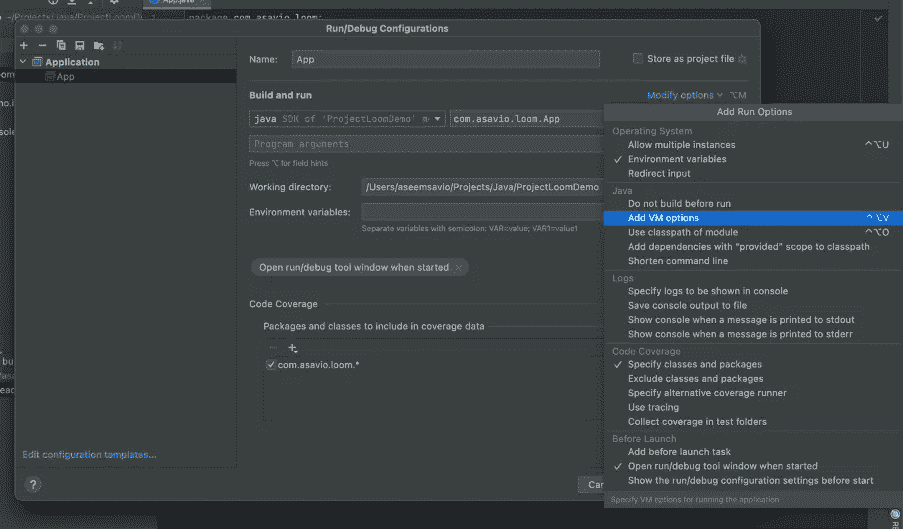 ~/Projects/Java/ProjectLoomDemo
App.java
package com.asavio.loom;
Run/Debug Configurations
Application
App
Name:
App
Store as project file
Build and run
Modify options
⌥M
java SDK of 'ProjectLoomDemo' m
com.asavio.loom.App
Program arguments
Press ⌥ for field hints
Working directory:
/Users/aseemsavio/Projects/Java/ProjectLoomDemo
Environment variables:
Separate variables with semicolon: VAR=value; VAR1=value1
Open run/debug tool window when started
Code Coverage
Packages and classes to include in coverage data
com.asavio.loom.*
Edit configuration templates...
?
Add Run Options
Operating System
Allow multiple instances
^⌥U
Environment variables
Redirect input
Java
Do not build before run
Add VM options
^⌥V
Use classpath of module
^⌥O
Add dependencies with "provided" scope to classpath
Shorten command line
Logs
Specify logs to be shown in console
Save console output to file
Show console when a message is printed to stdout
Show console when a message is printed to stderr
Code Coverage
Specify classes and packages
Exclude classes and packages
Specify alternative coverage runner
Use tracing
Collect coverage in test folders
Before Launch
Add before launch task
Open run/debug tool window when started
Show the run/debug configuration settings before start
Specify VM options for running the application